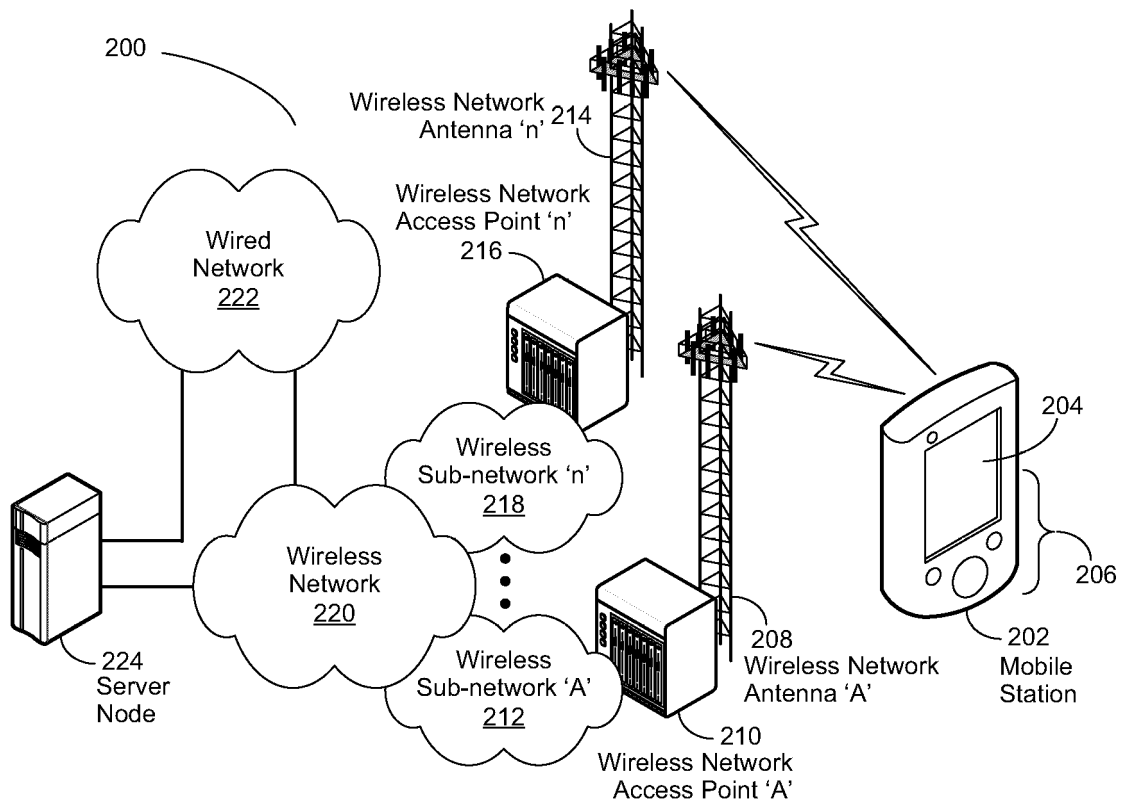 200
Wireless Network
Antenna ‘n’
214
Wireless Network
Access Point ‘n’
216
Wired
Network
222
204
206
Wireless
Sub-network ‘n’
218
Wireless
Network
220
Wireless
Sub-network ‘A’
212
224
Server
Node
208
Wireless Network
Antenna ‘A’
202
Mobile
Station
210
Wireless Network
Access Point ‘A’